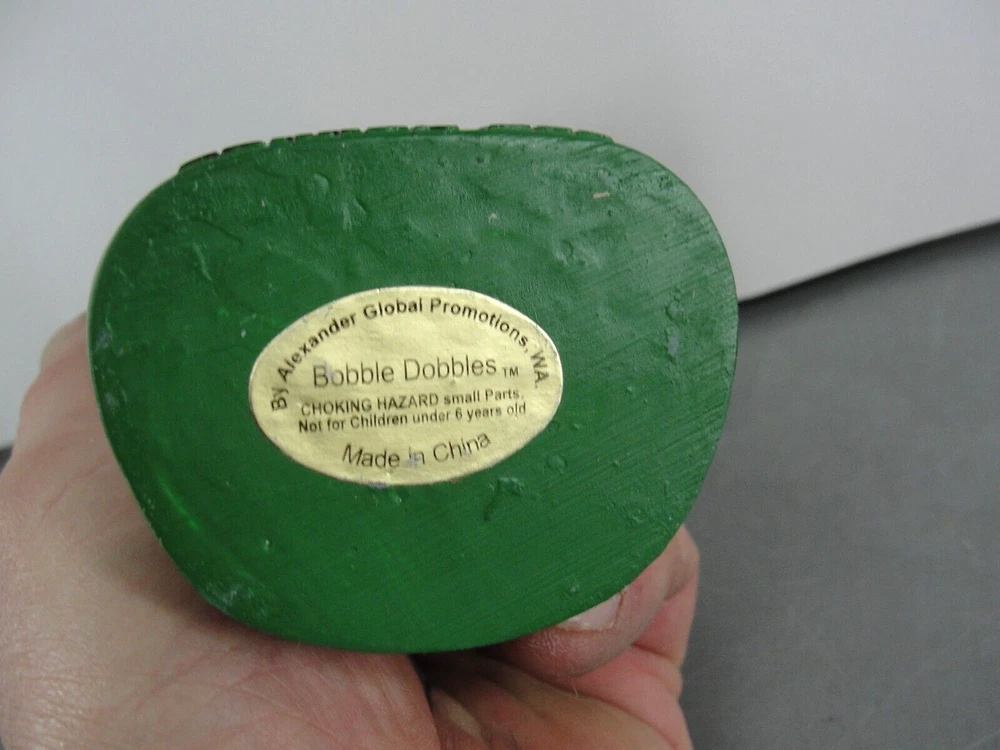 By Alexander Global Promotions, WA.
Bobble Dobbles TM
CHOKING HAZARD small Parts.
Not for Children under 6 years old
Made in China